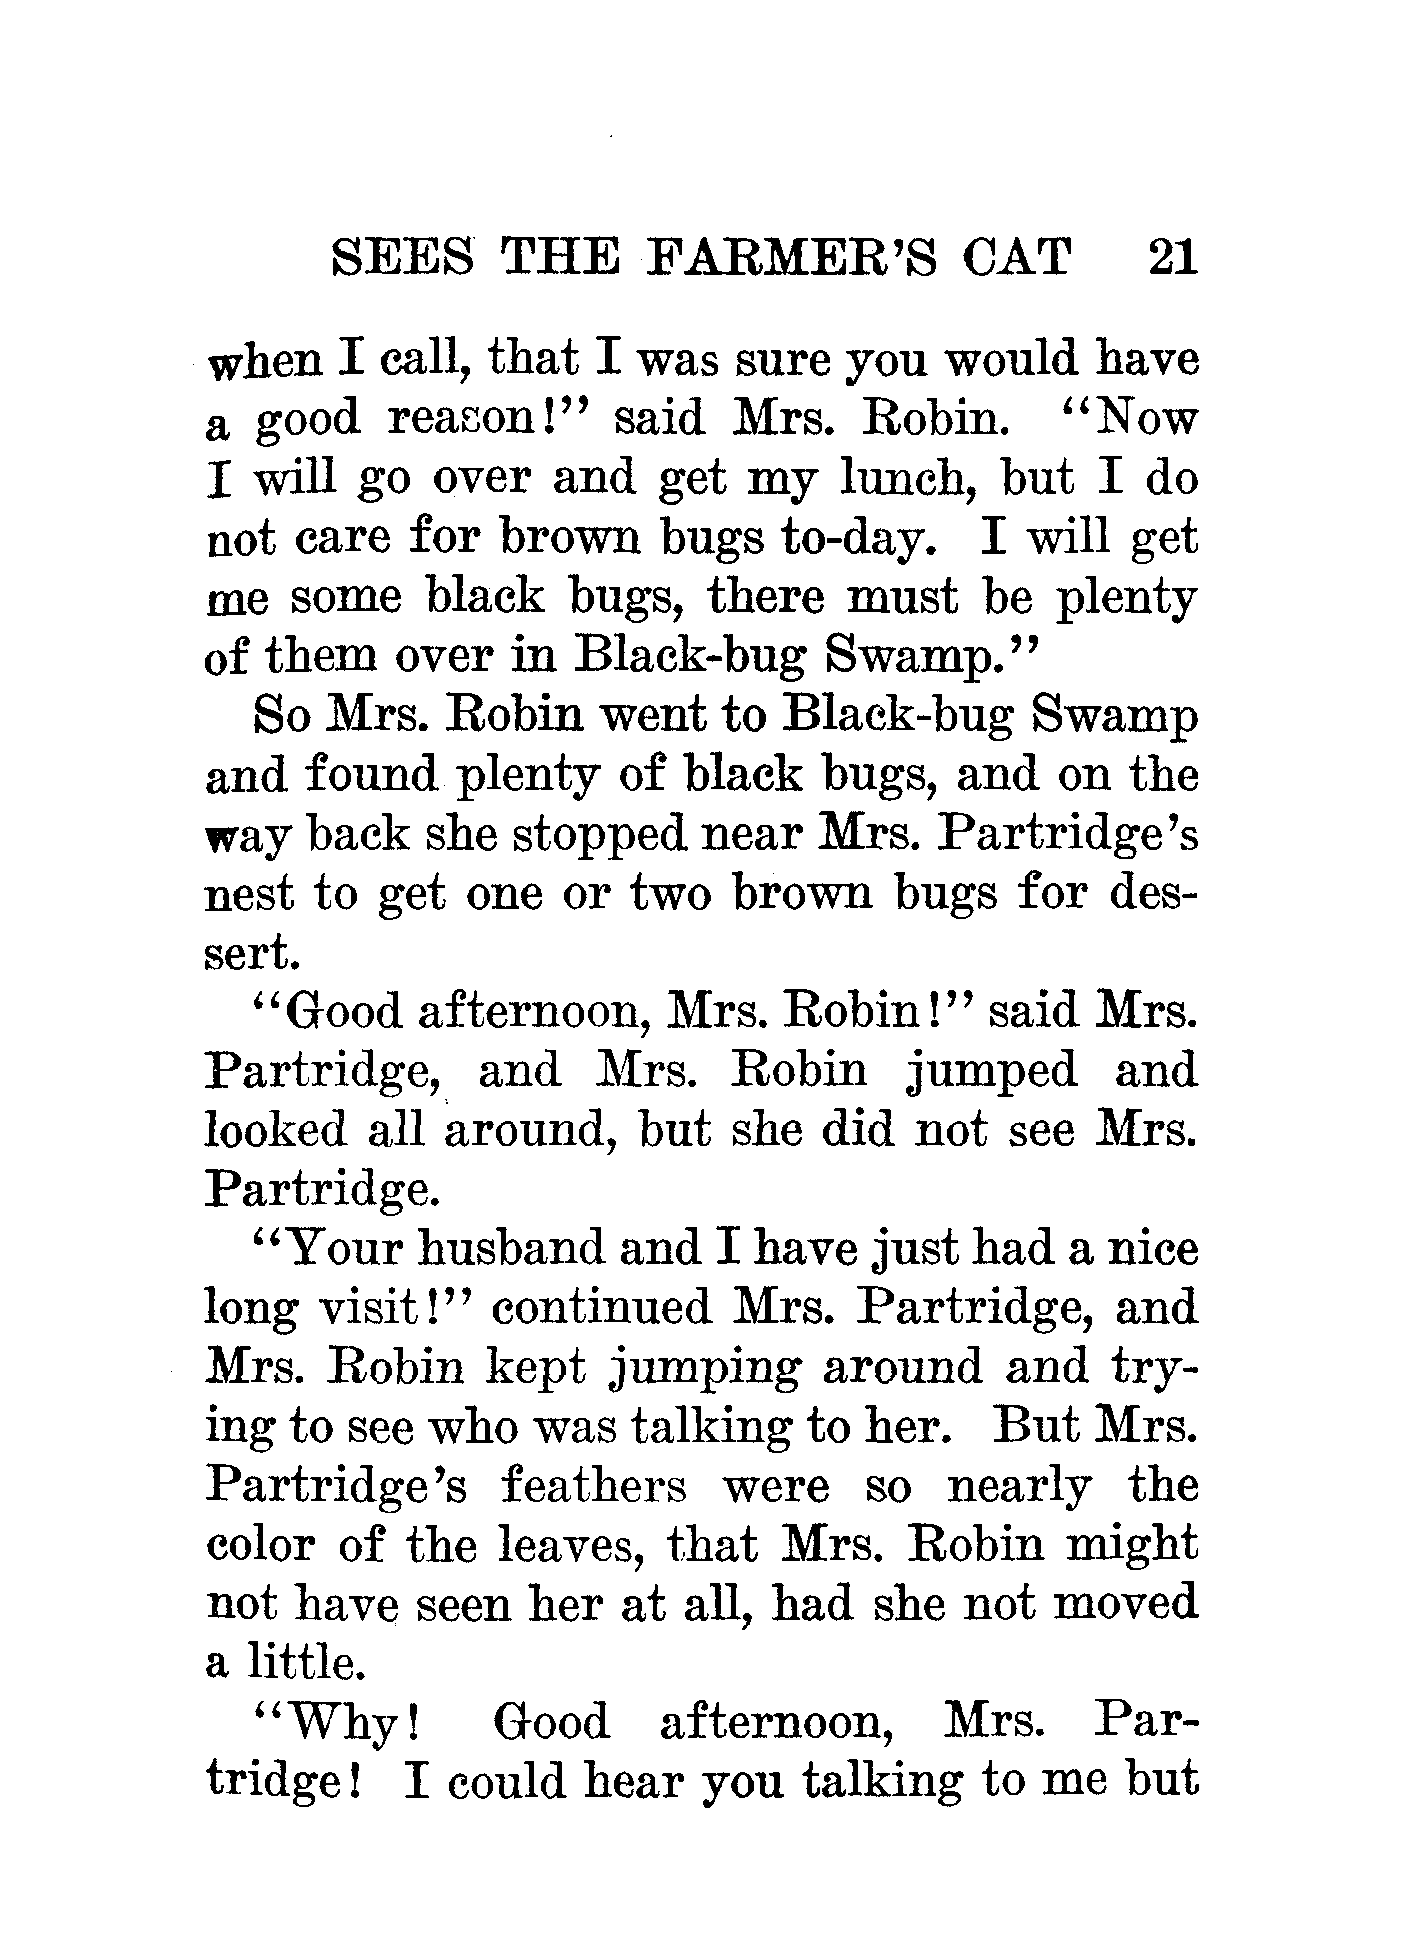 SEES THE FARMER'S CAT 21
when I call, that I was sure you would have
a good reason!" said Mrs. Robin. "Now
I will go over and get my lunch, but I do
not care for brown bugs to-day. I will get
me some black bugs, there must be plenty
of them over in Black-bug Swamp."
So Mrs. Robin went to Black-bug Swamp
and found plenty of black bugs, and on the
way back she stopped near Mrs. Partridge's
nest to get one or two brown bugs for des-
sert.
"Good afternoon, Mrs. Robin!" said Mrs.
Partridge, and Mrs. Robin jumped and
looked all around, but she did not see Mrs.
Partridge.
"Your husband and I have just had a nice
long visit!" continued Mrs. Partridge, and
Mrs. Robin kept jumping around and try-
ing to see who was talking to her. But Mrs.
Partridge's feathers were so nearly the
color of the leaves, that Mrs. Robin might
not have seen her at all, had she not moved
a little.
"Why! Good afternoon, Mrs. Par-
tridge! I could hear you talking to me but